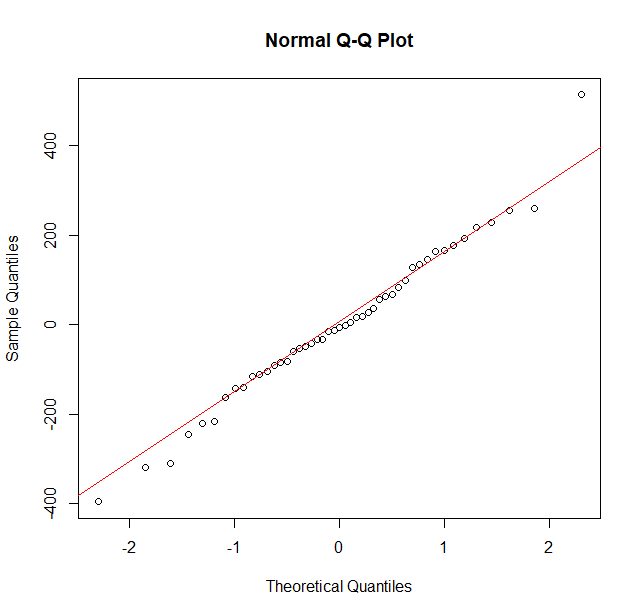 Normal Q-Q Plot
Sample Quantiles
400
200
0
-200
-400
-2 -1 0 1 2
Theoretical Quantiles